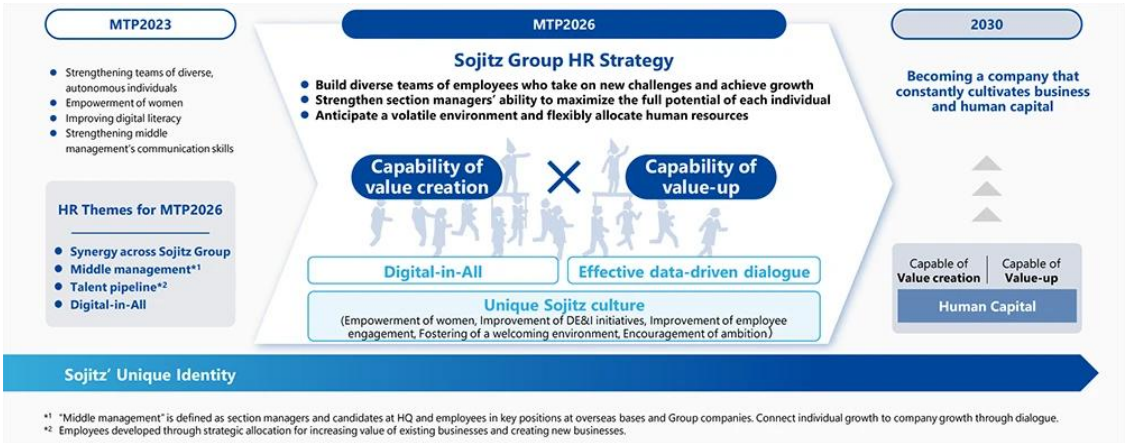 MTP2023
● Strengthening teams of diverse,
autonomous individuals
● Empowerment of women
● Improving digital literacy
● Strengthening middle
management's communication skills
HR Themes for MTP2026
● Synergy across Sojitz Group
● Middle management*1
● Talent pipeline*2
● Digital-in-All
MTP2026
Sojitz Group HR Strategy
● Build diverse teams of employees who take on new challenges and achieve growth
● Strengthen section managers' ability to maximize the full potential of each individual
● Anticipate a volatile environment and flexibly allocate human resources
Capability of
value creation
×
Capability of
value-up
Digital-in-All
Effective data-driven dialogue
Unique Sojitz culture
(Empowerment of women, Improvement of DE&I initiatives, Improvement of employee
engagement, Fostering of a welcoming environment, Encouragement of ambition)
2030
Becoming a company that
constantly cultivates business
and human capital
Capable of
Value creation
Capable of
Value-up
Human Capital
Sojitz' Unique Identity
*1 "Middle management" is defined as section managers and candidates at HQ and employees in key positions at overseas bases and Group companies. Connect individual growth to company growth through dialogue.
*2 Employees developed through strategic allocation for increasing value of existing businesses and creating new businesses.